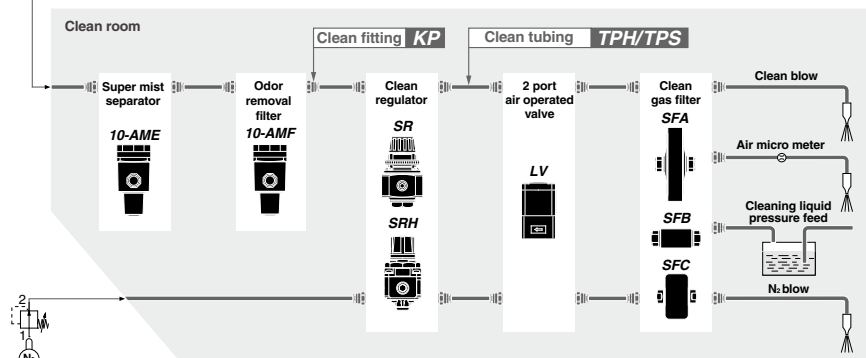 Clean room
Clean fitting KP
Clean tubing TPH/TPS
Super mist
separator
10-AME
Odor
removal
filter
10-AMF
Clean
regulator
SR
SRH
2 port
air operated
valve
LV
Clean
gas filter
SFA
SFB
SFC
Clean blow
Air micro meter
Cleaning liquid
pressure feed
N₂ blow
2
1
N₂